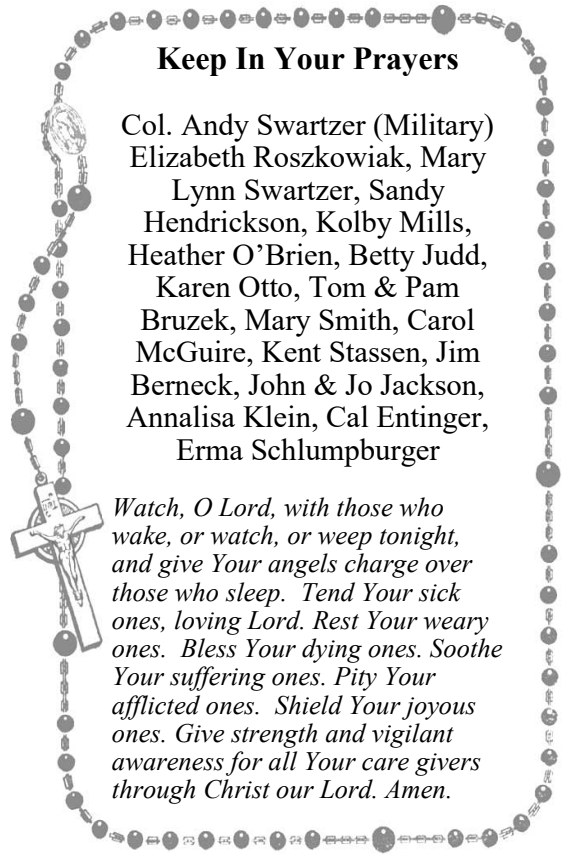 Keep In Your Prayers
Col. Andy Swartzer (Military)
Elizabeth Roszkowiak, Mary
Lynn Swartzer, Sandy
Hendrickson, Kolby Mills,
Heather O’Brien, Betty Judd,
Karen Otto, Tom & Pam
Bruzek, Mary Smith, Carol
McGuire, Kent Stassen, Jim
Berneck, John & Jo Jackson,
Annalisa Klein, Cal Entinger,
Erma Schlumpburger
Watch, O Lord, with those who
wake, or watch, or weep tonight,
and give Your angels charge over
those who sleep.  Tend Your sick
ones, loving Lord. Rest Your weary
ones.  Bless Your dying ones. Soothe
Your suffering ones. Pity Your
afflicted ones.  Shield Your joyous
ones. Give strength and vigilant
awareness for all Your care givers
through Christ our Lord. Amen.